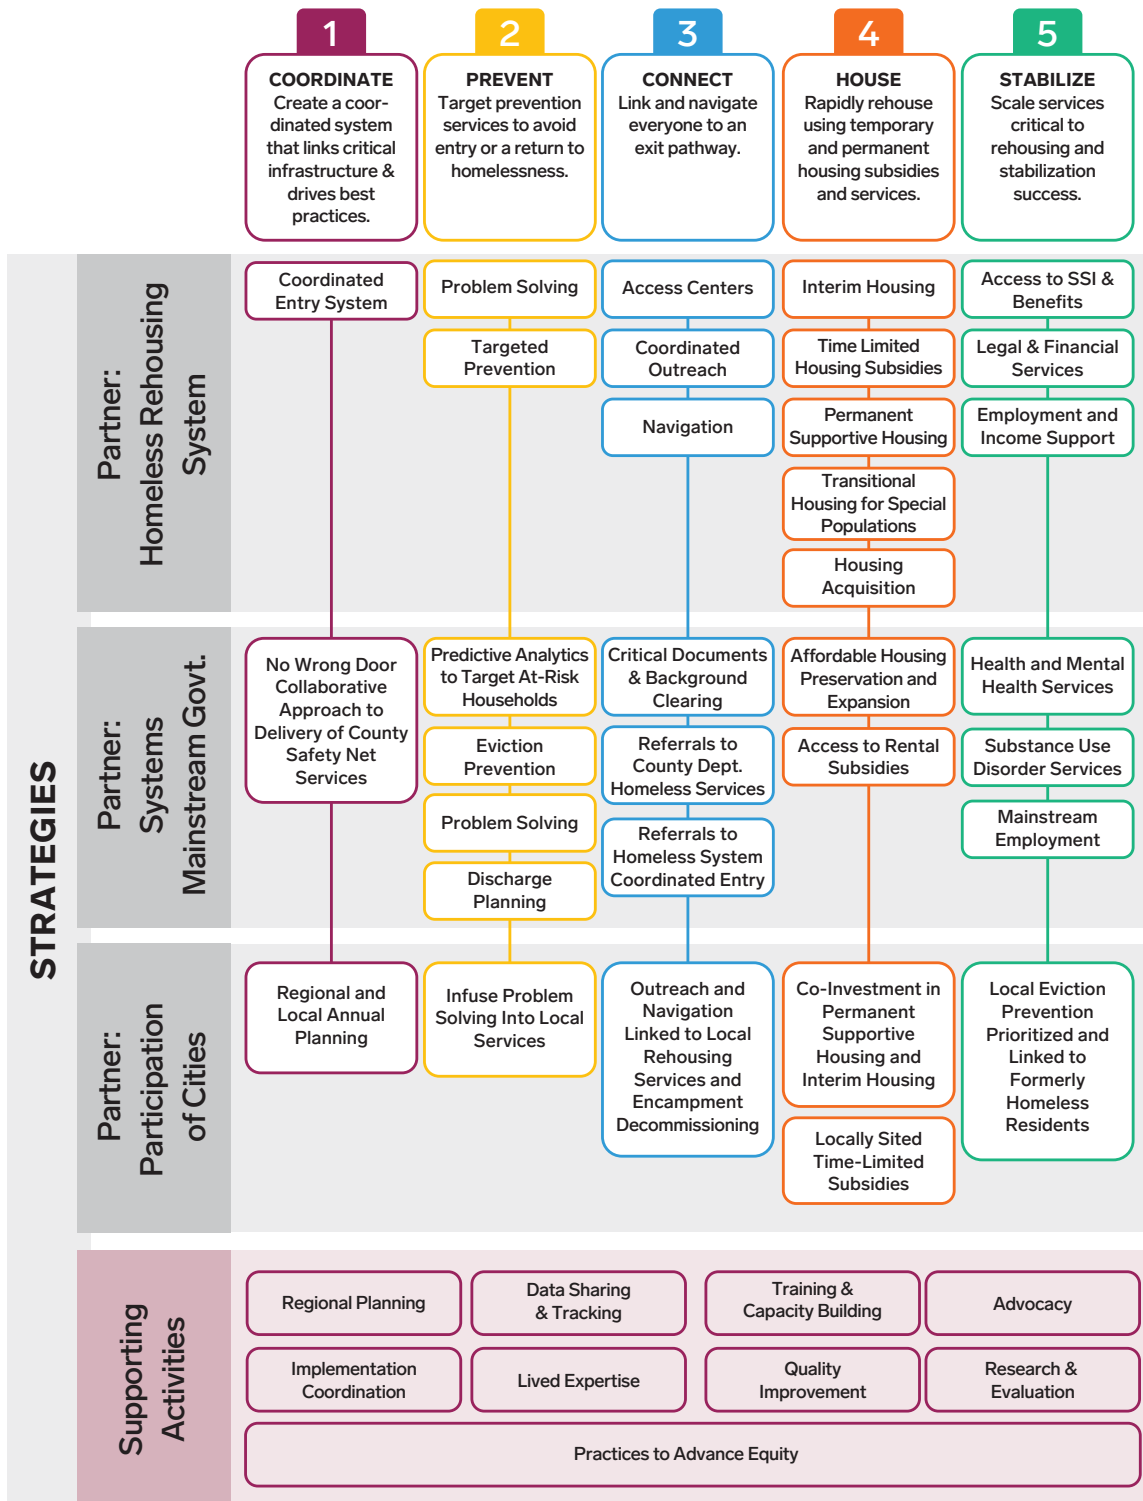 1
COORDINATE
Create a coor-
dinated system
that links critical
infrastructure &
drives best
practices.
2
PREVENT
Target prevention
services to avoid
entry or a return to
homelessness.
3
CONNECT
Link and navigate
everyone to an
exit pathway.
4
HOUSE
Rapidly rehouse
using temporary
and permanent
housing subsidies
and services.
5
STABILIZE
Scale services
critical to
rehousing and
stabilization
success.
STRATEGIES
Partner:
Homeless Rehousing
System
Coordinated
Entry System
Problem Solving
Targeted
Prevention
Access Centers
Coordinated
Outreach
Navigation
Interim Housing
Time Limited
Housing Subsidies
Permanent
Supportive Housing
Transitional
Housing for Special
Populations
Housing
Acquisition
Access to SSI &
Benefits
Legal & Financial
Services
Employment and
Income Support
Partner:
Systems
Mainstream Govt.
No Wrong Door
Collaborative
Approach to
Delivery of County
Safety Net
Services
Predictive Analytics
to Target At-Risk
Households
Eviction
Prevention
Problem Solving
Discharge
Planning
Critical Documents
& Background
Clearing
Referrals to
County Dept.
Homeless Services
Referrals to
Homeless System
Coordinated Entry
Affordable Housing
Preservation and
Expansion
Access to Rental
Subsidies
Health and Mental
Health Services
Substance Use
Disorder Services
Mainstream
Employment
Partner:
Participation
of Cities
Regional and
Local Annual
Planning
Infuse Problem
Solving Into Local
Services
Outreach and
Navigation
Linked to Local
Rehousing
Services and
Encampment
Decommissioning
Co-Investment in
Permanent
Supportive
Housing and
Interim Housing
Locally Sited
Time-Limited
Subsidies
Local Eviction
Prevention
Prioritized and
Linked to
Formerly
Homeless
Residents
Supporting
Activities
Regional Planning
Data Sharing
& Tracking
Training &
Capacity Building
Advocacy
Implementation
Coordination
Lived Expertise
Quality
Improvement
Research &
Evaluation
Practices to Advance Equity